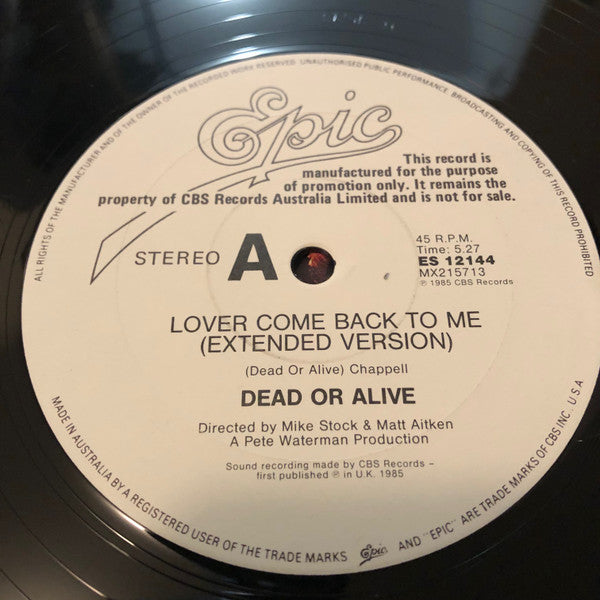 ALL RIGHTS OF THE MANUFACTURER AND OF THE OWNER OF THE RECORDED WORK RESERVED. UNAUTHORISED PUBLIC PERFORMANCE, BROADCASTING AND COPYING OF THIS RECORD PROHIBITED
Epic
This record is
manufactured for the purpose
of promotion only. It remains the
property of CBS Records Australia Limited and is not for sale.
STEREO A
45 R.P.M.
Time: 5.27
ES 12144
MX215713
℗ 1985 CBS Records
LOVER COME BACK TO ME
(EXTENDED VERSION)
(Dead Or Alive) Chappell
DEAD OR ALIVE
Directed by Mike Stock & Matt Aitken
A Pete Waterman Production
Sound recording made by CBS Records –
first published ℗ in U.K. 1985
MADE IN AUSTRALIA BY A REGISTERED USER OF THE TRADE MARKS Epic AND "EPIC" ARE TRADE MARKS OF CBS INC. U.S.A